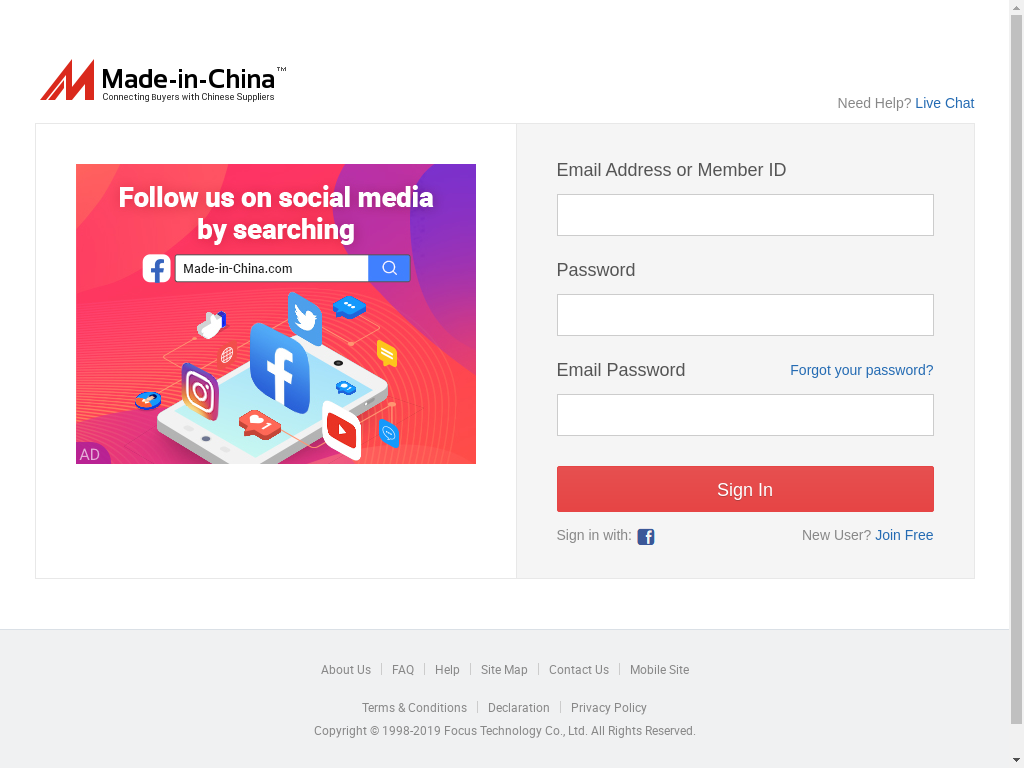 Made-in-China™
Connecting Buyers with Chinese Suppliers
Need Help? Live Chat
Follow us on social media
by searching
Made-in-China.com
1
AD
Email Address or Member ID
Password
Email Password
Forgot your password?
Sign In
Sign in with:
New User? Join Free
About Us
FAQ
Help
Site Map
Contact Us
Mobile Site
Terms & Conditions
Declaration
Privacy Policy
Copyright © 1998-2019 Focus Technology Co., Ltd. All Rights Reserved.